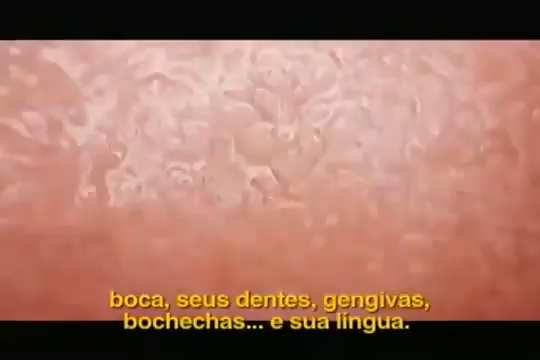 boca, seus dentes, gengivas,
bochechas... e sua língua.